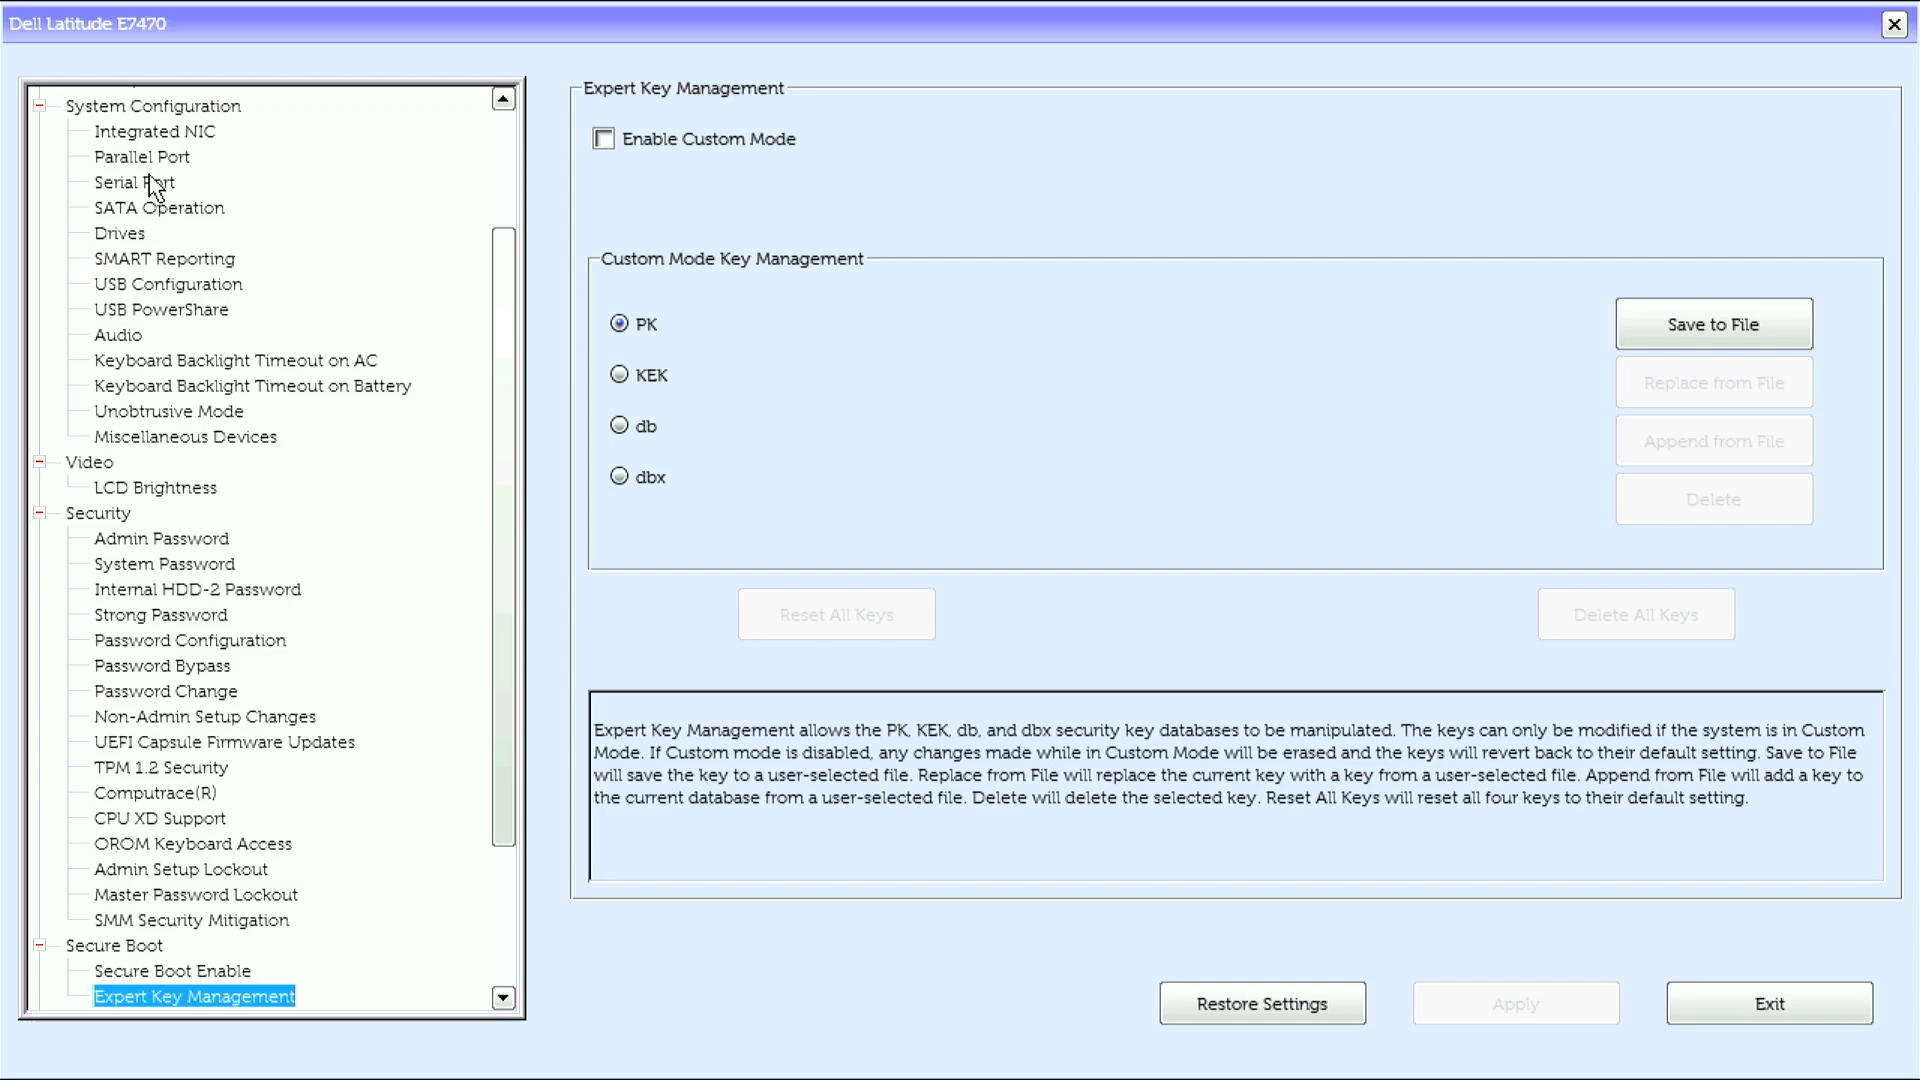 Dell Latitude E7470
System Configuration
Integrated NIC
Parallel Port
Serial Port
SATA Operation
Drives
SMART Reporting
USB Configuration
USB PowerShare
Audio
Keyboard Backlight Timeout on AC
Keyboard Backlight Timeout on Battery
Unobtrusive Mode
Miscellaneous Devices
Video
LCD Brightness
Security
Admin Password
System Password
Internal HDD-2 Password
Strong Password
Password Configuration
Password Bypass
Password Change
Non-Admin Setup Changes
UEFI Capsule Firmware Updates
TPM 1.2 Security
Computrace(R)
CPU XD Support
OROM Keyboard Access
Admin Setup Lockout
Master Password Lockout
SMM Security Mitigation
Secure Boot
Secure Boot Enable
Expert Key Management
Expert Key Management
Enable Custom Mode
Custom Mode Key Management
PK
KEK
db
dbx
Save to File
Replace from File
Append from File
Delete
Reset All Keys
Delete All Keys
Expert Key Management allows the PK, KEK, db, and dbx security key databases to be manipulated. The keys can only be modified if the system is in Custom
Mode. If Custom mode is disabled, any changes made while in Custom Mode will be erased and the keys will revert back to their default setting. Save to File
will save the key to a user-selected file. Replace from File will replace the current key with a key from a user-selected file. Append from File will add a key to
the current database from a user-selected file. Delete will delete the selected key. Reset All Keys will reset all four keys to their default setting.
Restore Settings
Apply
Exit